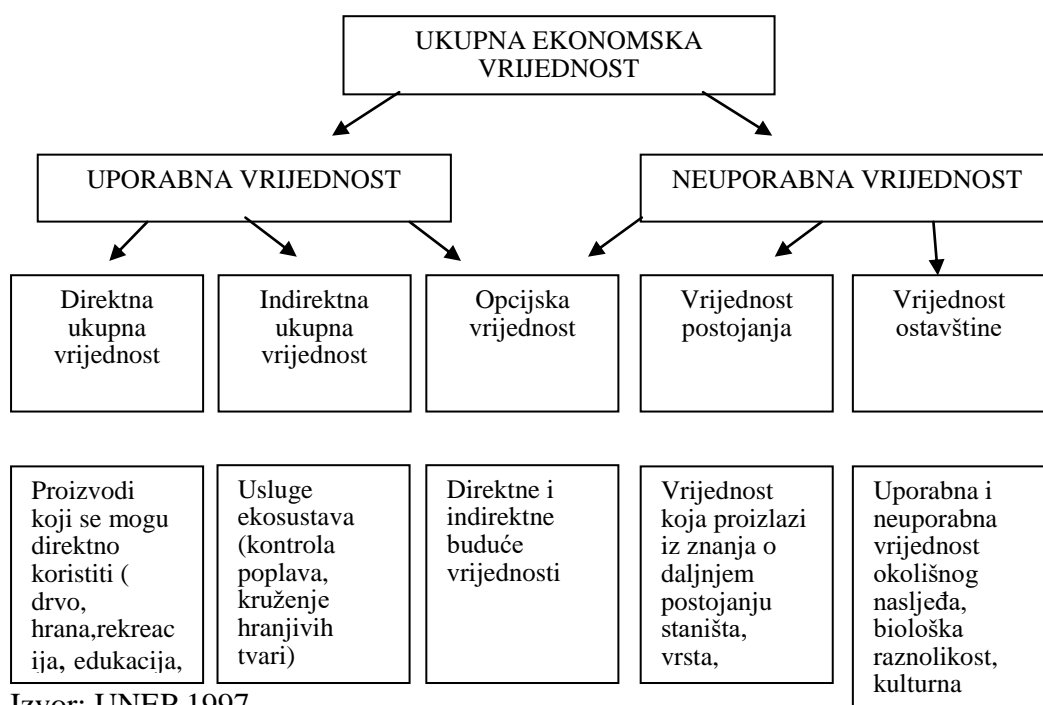 UKUPNA EKONOMSKA
VRIJEDNOST
UPORABNA VRIJEDNOST
NEUPORABNA VRIJEDNOST
Direktna
ukupna
vrijednost
Indirektna
ukupna
vrijednost
Opcijska
vrijednost
Vrijednost
postojanja
Vrijednost
ostavštine
Proizvodi
koji se mogu
direktno
koristiti (
drvo,
hrana,rekreac
ija, edukacija,
Usluge
ekosustava
(kontrola
poplava,
kruženje
hranjivih
tvari)
Direktne i
indirektne
buduće
vrijednosti
Vrijednost
koja proizlazi
iz znanja o
daljnjem
postojanju
staništa,
vrsta,
Uporabna i
neuporabna
vrijednost
okolišnog
nasljeđa,
biološka
raznolikost,
kulturna
Izvor: UNEP 1997